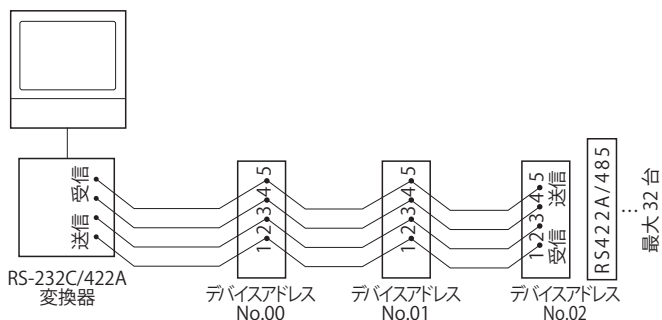 受信
送信
RS-232C/422A
変換器
1 2 3 4 5
デバイスアドレス
No.00
1 2 3 4 5
デバイスアドレス
No.01
1 2 3 4 5
受信 送信
デバイスアドレス
No.02
RS422A/485
…
最大 32 台